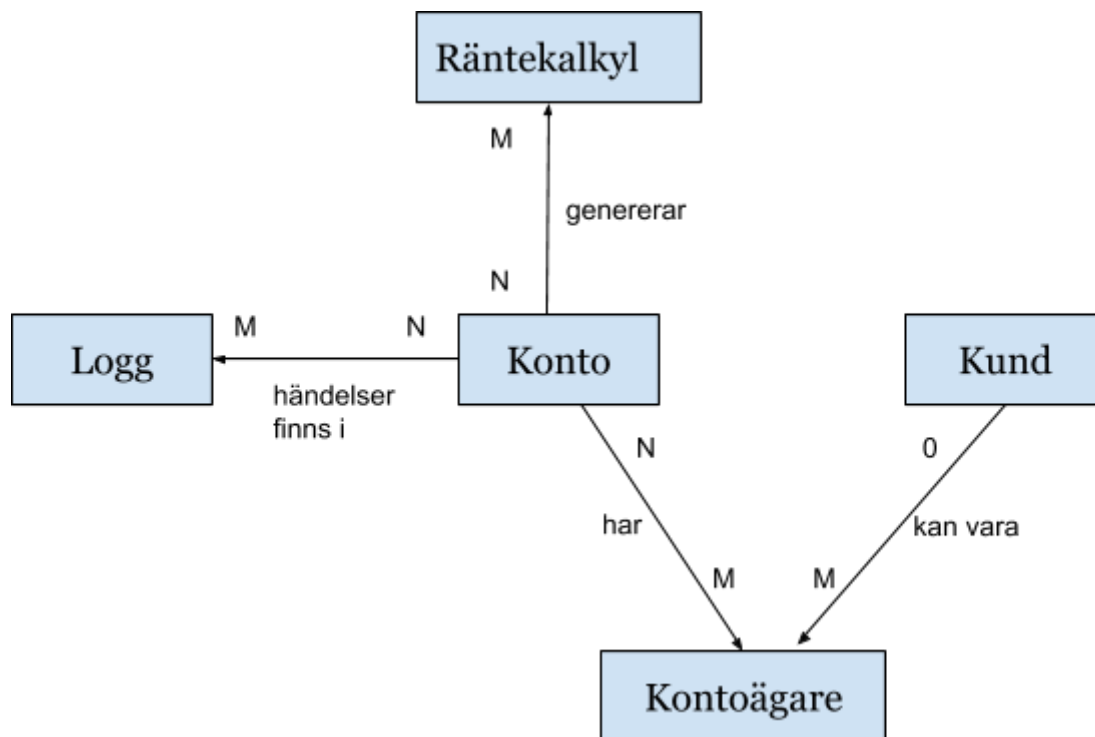 Räntekalkyl
M
genererar
N
M
N
Logg
Konto
Kund
händelser
finns i
N
0
har
kan vara
M
M
Kontoägare